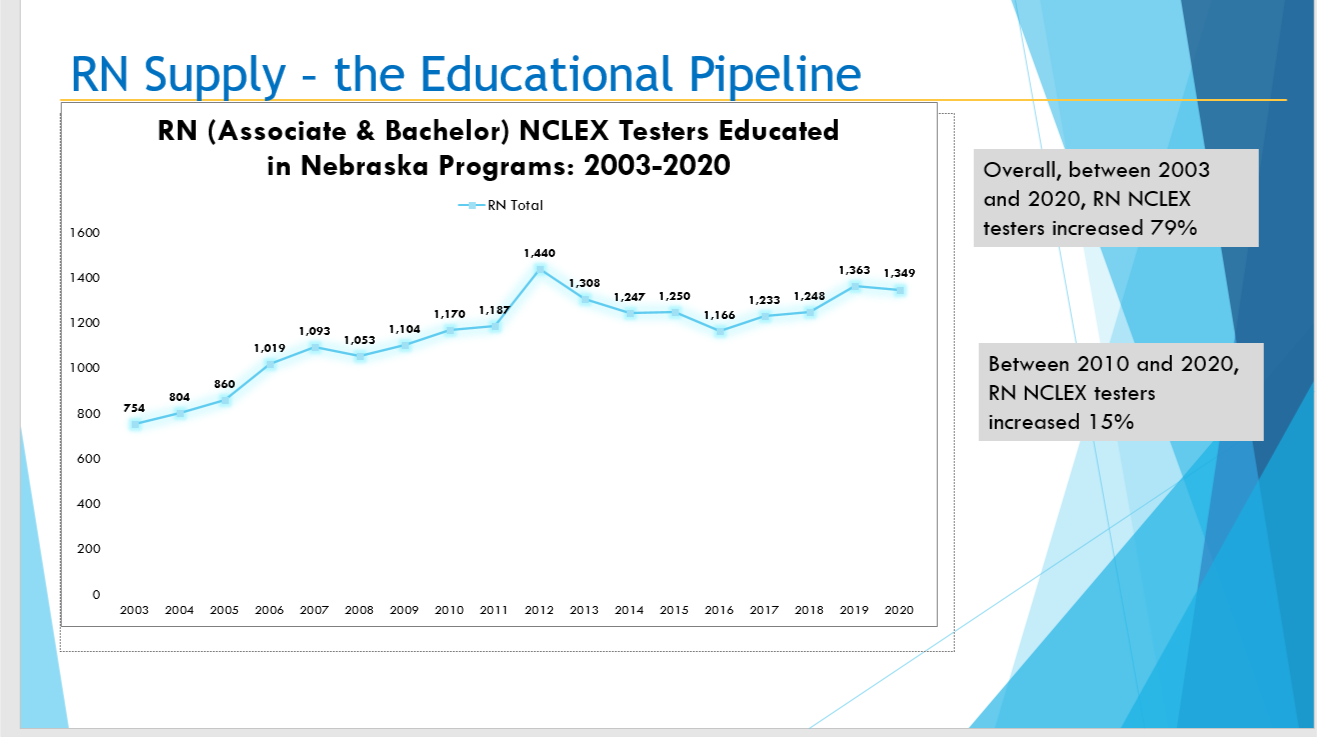 RN Supply - the Educational Pipeline
RN (Associate & Bachelor) NCLEX Testers Educated
in Nebraska Programs: 2003-2020
RN Total
1600
1400
1200
1000
800
600
400
200
0
754
804
860
1,019
1,093
1,053
1,104
1,170
1,187
1,440
1,308
1,247
1,250
1,166
1,233
1,248
1,363
1,349
2003 2004 2005 2006 2007 2008 2009 2010 2011 2012 2013 2014 2015 2016 2017 2018 2019 2020
Overall, between 2003
and 2020, RN NCLEX
testers increased 79%
Between 2010 and 2020,
RN NCLEX testers
increased 15%